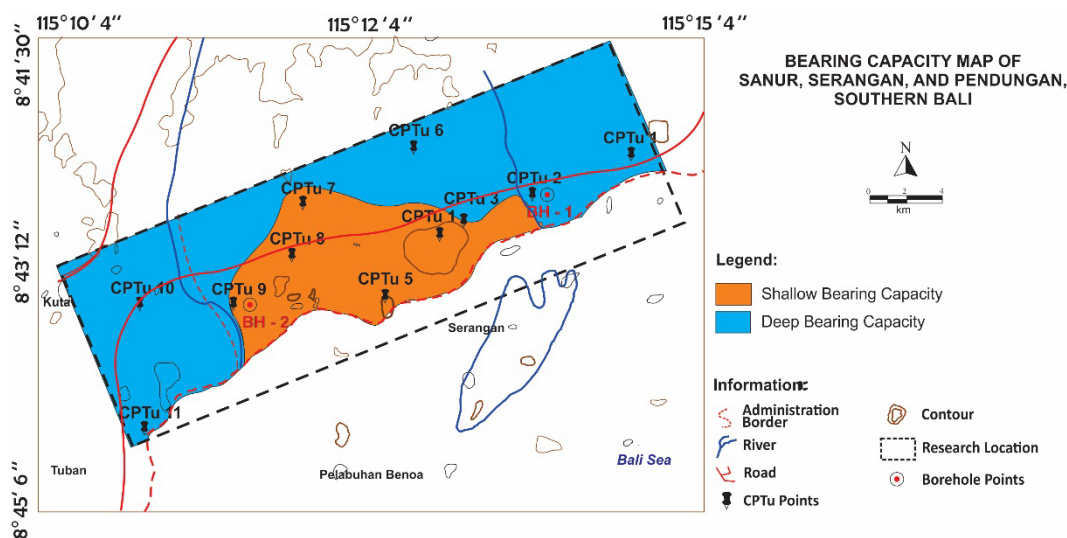 115°10 ‘4’’
115°12 ‘4’’
115°15 ‘4’’
8°41 ‘30’’
8°43 ‘12’’
8°45 ‘ 6’’
CPTu 6
CPTu 1
CPTu 7
CPTu 2
CPTu 3
BH - 1
CPTu 1
CPTu 8
CPTu 5
CPTu 10
CPTu 9
BH - 2
CPTu 11
Kuta
Serangan
Tuban
Pelabuhan Benoa
Bali Sea
BEARING CAPACITY MAP OF
SANUR, SERANGAN, AND PENDUNGAN,
SOUTHERN BALI
N
0 2 4
km
Legend:
Shallow Bearing Capacity
Deep Bearing Capacity
Information:
Administration
Border
River
Road
CPTu Points
Contour
Research Location
Borehole Points